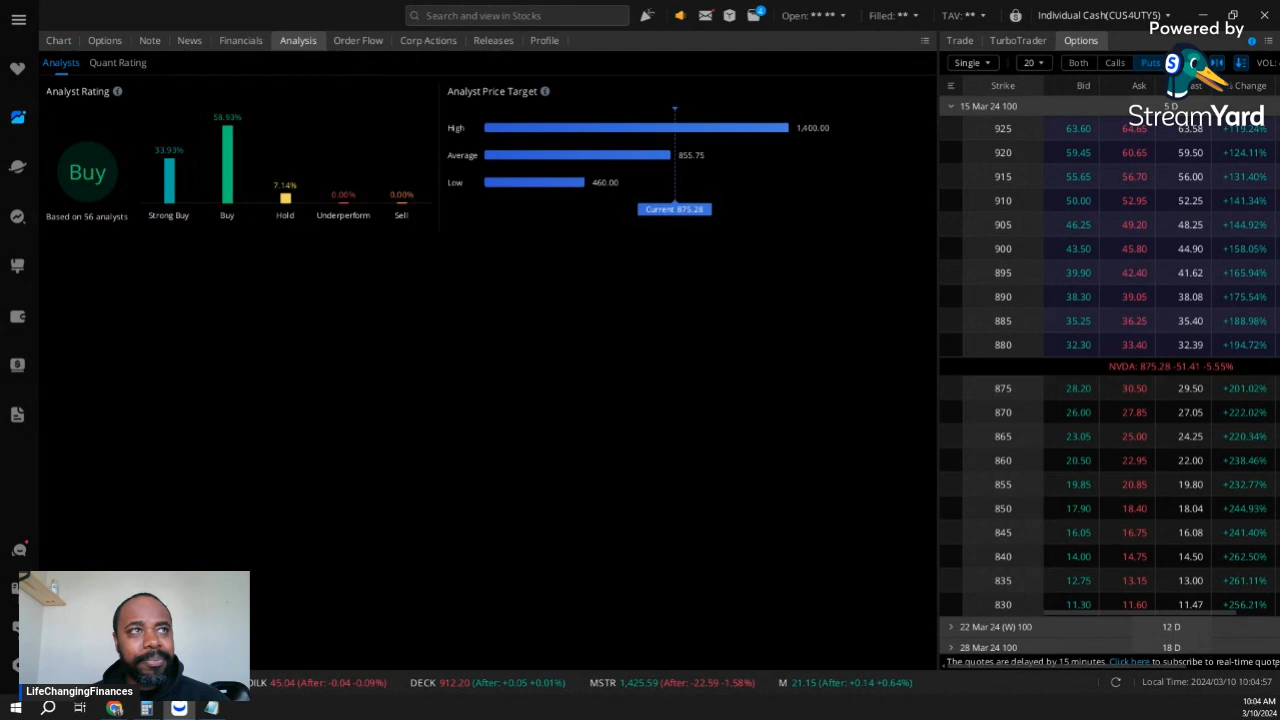 Search and view in Stocks
4
Open: ** **
Filled: **
TAV: **
Individual Cash(CUS4UTY5)
Powered by
StreamYard
Chart Options Note News Financials Analysis Order Flow Corp Actions Releases Profile
Trade TurboTrader Options
Analysts Quant Rating
Single 20 Both Calls Puts VOL:
Analyst Rating
Analyst Price Target
Strike Bid Ask Change
15 Mar 24 100 5 D
Buy
Based on 56 analysts
33.93% 58.93% 7.14% 0.00% 0.00%
Strong Buy Buy Hold Underperform Sell
High 1,400.00
Average 855.75
Low 460.00
Current 875.28
925 63.60 64.65 63.58 +119.24%
920 59.45 60.65 59.50 +124.11%
915 55.65 56.70 56.00 +131.40%
910 50.00 52.95 52.25 +141.34%
905 46.25 49.20 48.25 +144.92%
900 43.50 45.80 44.90 +158.05%
895 39.90 42.40 41.62 +165.94%
890 38.30 39.05 38.08 +175.54%
885 35.25 36.25 35.40 +188.98%
880 32.30 33.40 32.39 +194.72%
NVDA: 875.28 -51.41 -5.55%
875 28.20 30.50 29.50 +201.02%
870 26.00 27.85 27.05 +222.02%
865 23.05 25.00 24.25 +220.34%
860 20.50 22.95 22.00 +238.46%
855 19.85 20.85 19.80 +232.77%
850 17.90 18.40 18.04 +244.93%
845 16.05 16.75 16.08 +241.40%
840 14.00 14.75 14.50 +262.50%
835 12.75 13.15 13.00 +261.11%
830 11.30 11.60 11.47 +256.21%
22 Mar 24 (W) 100 12 D
28 Mar 24 100 18 D
The quotes are delayed by 15 minutes. Click here to subscribe to real-time quote
LifeChangingFinances
45.04 (After: -0.04 -0.09%) DECK 912.20 (After: +0.05 +0.01%) MSTR 1,425.59 (After: -22.59 -1.58%) M 21.15 (After: +0.14 +0.64%)
Local Time: 2024/03/10 10:04:57
10:04 AM
3/10/2024